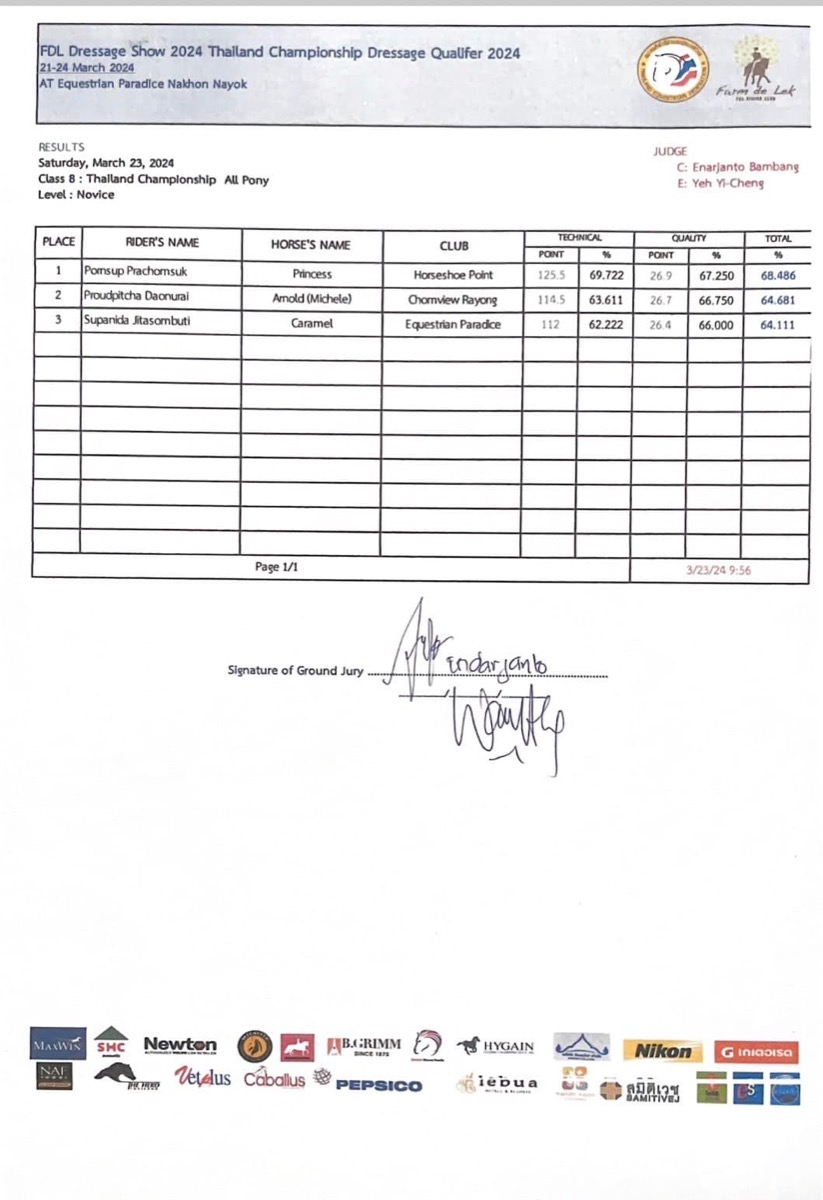 FDL Dressage Show 2024 Thailand Championship Dressage Qualifer 2024
21-24 March 2024
AT Equestrian Paradice Nakhon Nayok
Farm de Lek
RESULTS
Saturday, March 23, 2024
Class 8 : Thailand Championship All Pony
Level : Novice
JUDGE
C: Enarjanto Bambang
E: Yeh Yi-Cheng
PLACE RIDER'S NAME HORSE'S NAME CLUB TECHNICAL QUALITY TOTAL
POINT % POINT % %
1 Pornsup Prachomsuk Princess Horseshoe Point 125.5 69.722 26.9 67.250 68.486
2 Proudpitcha Daonurai Arnold (Michele) Chomview Rayong 114.5 63.611 26.7 66.750 64.681
3 Supanida Jitasombuti Caramel Equestrian Paradice 112 62.222 26.4 66.000 64.111
Page 1/1 3/23/24 9:56
Signature of Ground Jury
Endarjanto
MAXWIN SMC Newton B.GRIMM SINCE 1878 HYGAIN Nikon
NAF Vetplus Caballus PEPSICO lebua สมิติเวช SAMITIVEJ